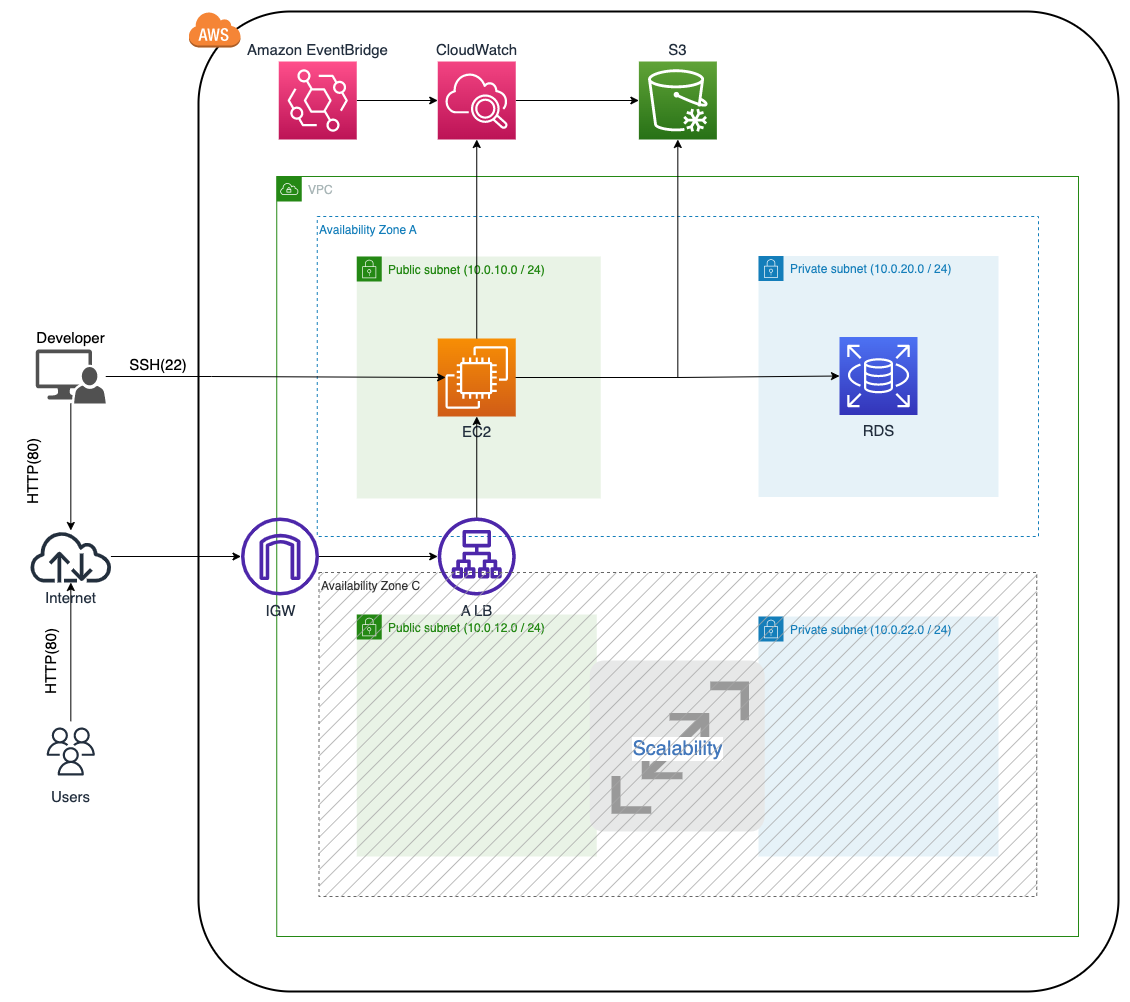 AWS
Amazon EventBridge
CloudWatch
S3
VPC
Availability Zone A
Public subnet (10.0.10.0 / 24)
Private subnet (10.0.20.0 / 24)
Developer
SSH(22)
EC2
RDS
HTTP(80)
Internet
IGW
A LB
Availability Zone C
Public subnet (10.0.12.0 / 24)
Private subnet (10.0.22.0 / 24)
HTTP(80)
Scalability
Users